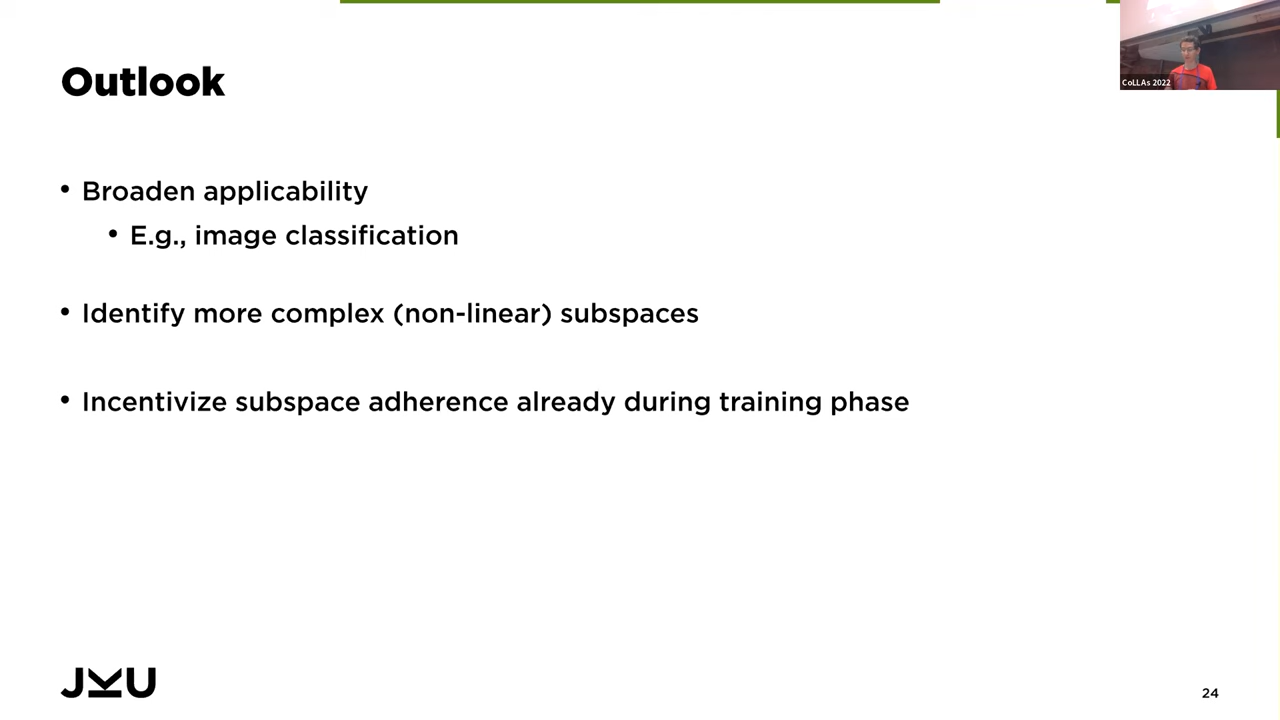 CoLLAs 2022
Outlook
• Broaden applicability
• E.g., image classification
• Identify more complex (non-linear) subspaces
• Incentivize subspace adherence already during training phase
JKU
24